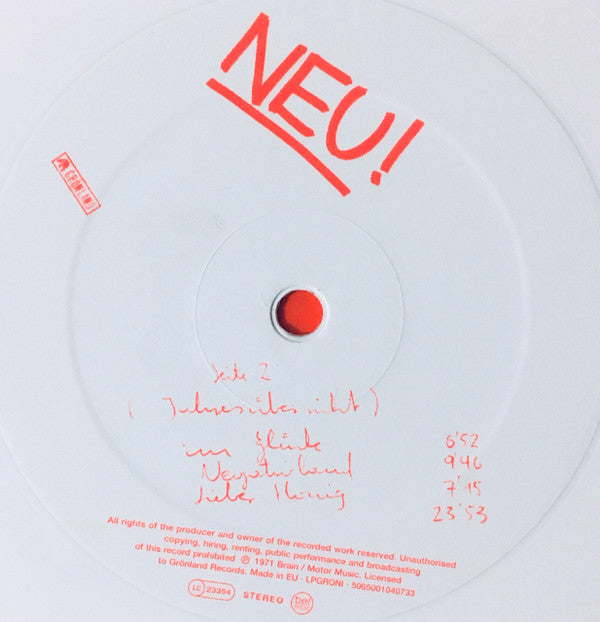 NEU!
GRÖNLAND
Seite 2
(Jahresübersicht)
im Glück 6'52
Negativland 9'46
Lieber Honig 7'15
23'53
All rights of the producer and owner of the recorded work reserved. Unauthorised
copying, hiring, renting, public performance and broadcasting
of this record prohibited ℗ 1971 Brain / Motor Music. Licensed
to Grönland Records. Made in EU · LPGRONI · 5065001040733
LC 23354 STEREO bel